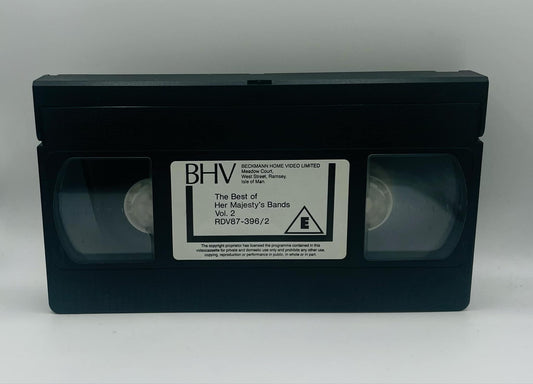 BHV
BECKMANN HOME VIDEO LIMITED
Meadow Court,
West Street, Ramsey,
Isle of Man.
The Best of
Her Majesty's Bands
Vol. 2
RDV87-396/2
E
The copyright proprietor has licensed the programme contained in this
videocassette for private and domestic use only and prohibits any other use,
copying, reproduction or performance in public, in whole or in part.